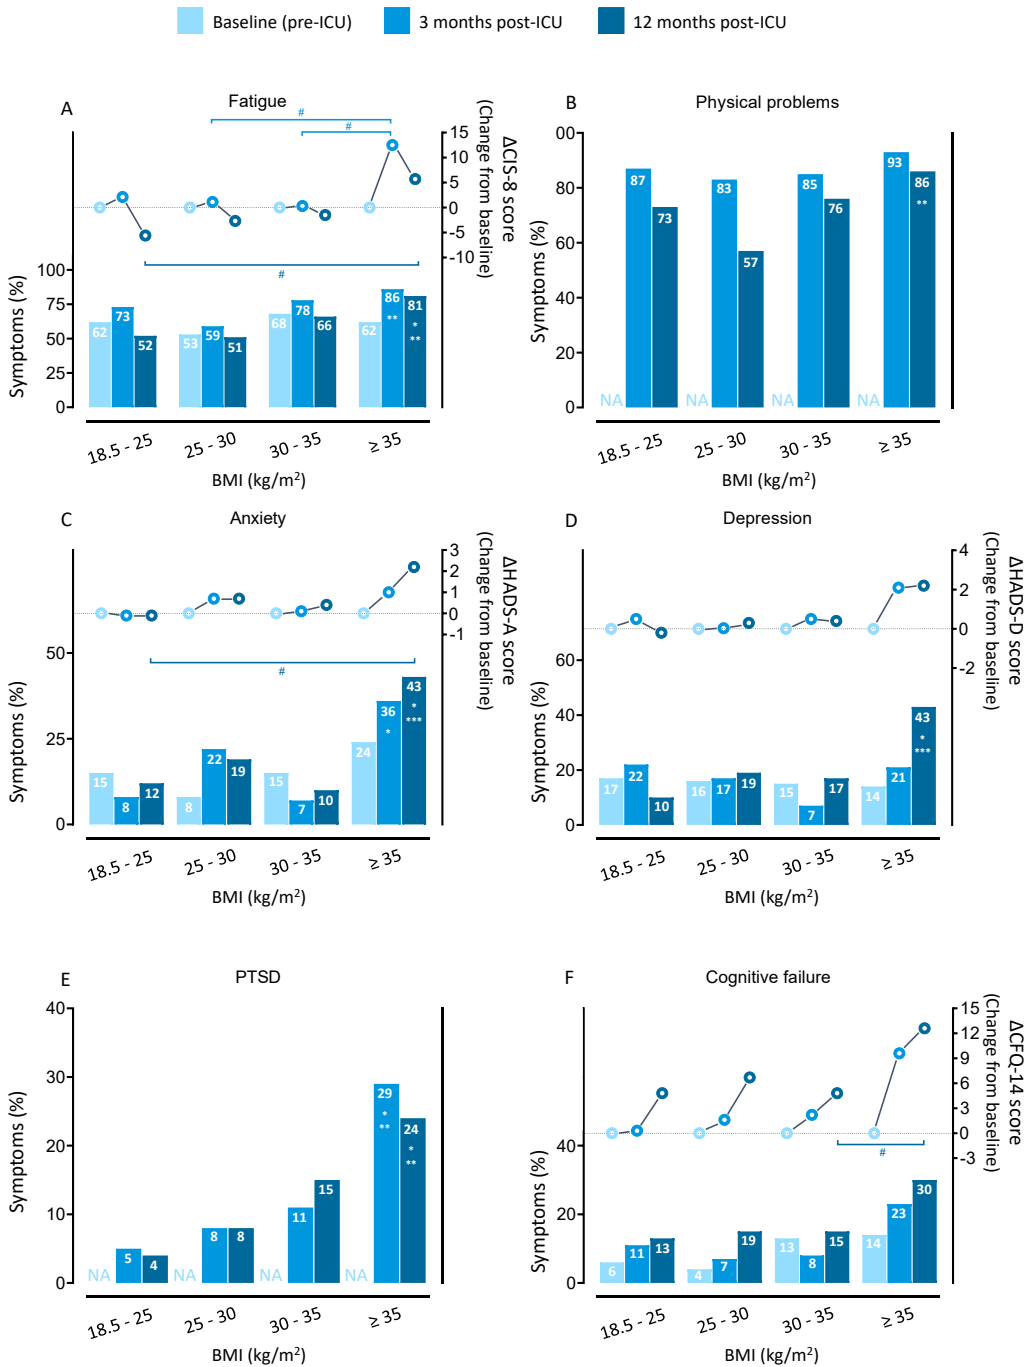 Baseline (pre-ICU) 3 months post-ICU 12 months post-ICU
A Fatigue
# #
15 10 5 0 -5 -10
ΔCIS-8 score
(Change from baseline)
#
Symptoms (%)
100 75 50 25 0
62 73 52 53 59 51 68 78 66 62 86 ** 81 * **
18.5 - 25 25 - 30 30 - 35 ≥ 35
BMI (kg/m²)
B Physical problems
Symptoms (%)
00 80 60 40 20 0
NA 87 73 NA 83 57 NA 85 76 NA 93 86 **
18.5 - 25 25 - 30 30 - 35 ≥ 35
BMI (kg/m²)
C Anxiety
3 2 1 0 -1
ΔHADS-A score
(Change from baseline)
#
Symptoms (%)
50 25 0
15 8 12 8 22 19 15 7 10 24 36 * 43 * ***
18.5 - 25 25 - 30 30 - 35 ≥ 35
BMI (kg/m²)
D Depression
4 2 0 -2
ΔHADS-D score
(Change from baseline)
Symptoms (%)
60 40 20 0
17 22 10 16 17 19 15 7 17 14 21 43 * ***
18.5 - 25 25 - 30 30 - 35 ≥ 35
BMI (kg/m²)
E PTSD
Symptoms (%)
40 30 20 10 0
NA 5 4 NA 8 8 NA 11 15 NA 29 * ** 24 * **
18.5 - 25 25 - 30 30 - 35 ≥ 35
BMI (kg/m²)
F Cognitive failure
15 12 9 6 3 0 -3
ΔCFQ-14 score
(Change from baseline)
#
Symptoms (%)
40 20 0
6 11 13 4 7 19 13 8 15 14 23 30
18.5 - 25 25 - 30 30 - 35 ≥ 35
BMI (kg/m²)